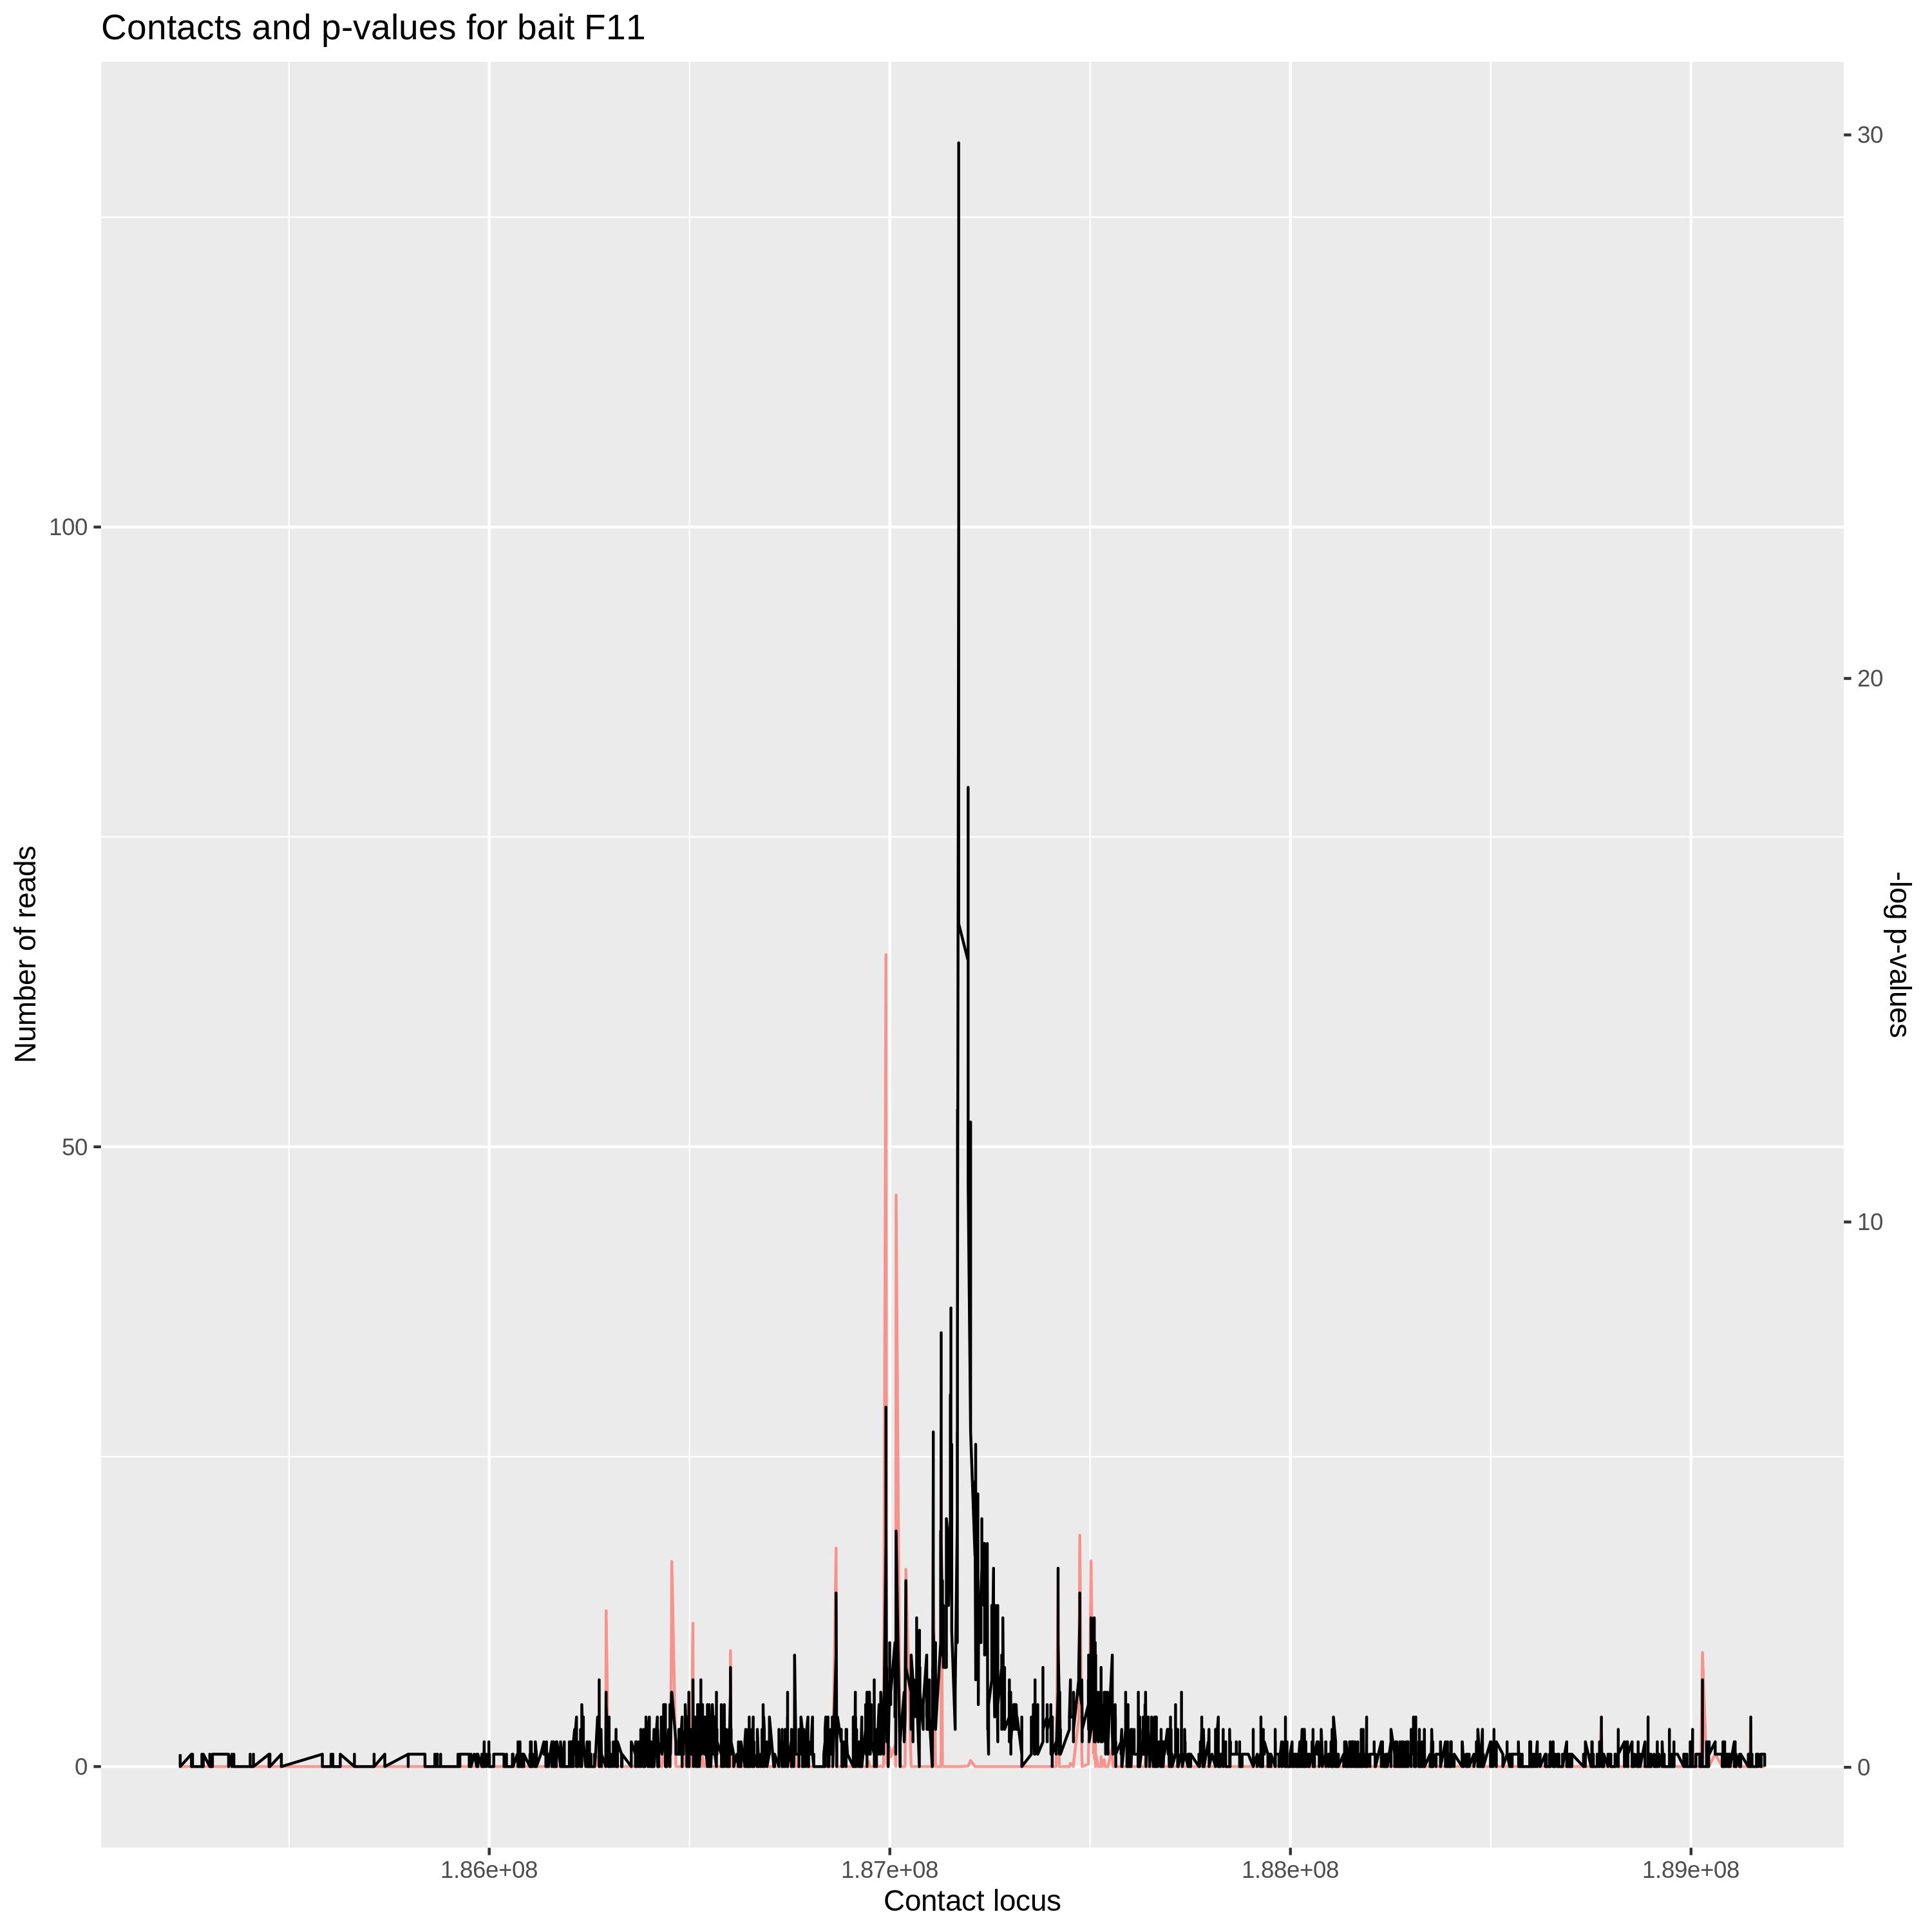 Contacts and p-values for bait F11
Number of reads
100
50
0
30
20
10
0
-log p-values
1.86e+08
1.87e+08
1.88e+08
1.89e+08
Contact locus